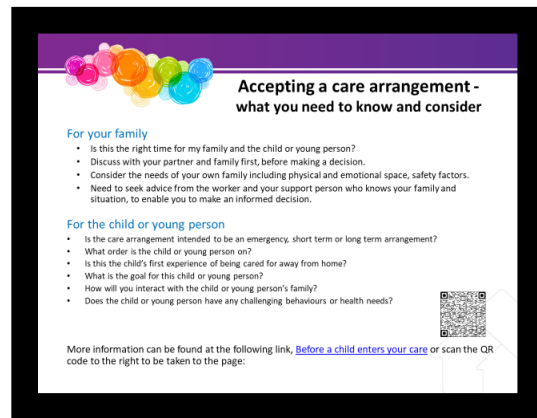 Accepting a care arrangement -
what you need to know and consider
For your family
• Is this the right time for my family and the child or young person?
• Discuss with your partner and family first, before making a decision.
• Consider the needs of your own family including physical and emotional space, safety factors.
• Need to seek advice from the worker and your support person who knows your family and
situation, to enable you to make an informed decision.
For the child or young person
• Is the care arrangement intended to be an emergency, short term or long term arrangement?
• What order is the child or young person on?
• Is this the child's first experience of being cared for away from home?
• What is the goal for this child or young person?
• How will you interact with the child or young person's family?
• Does the child or young person have any challenging behaviours or health needs?
More information can be found at the following link, Before a child enters your care or scan the QR
code to the right to be taken to the page: